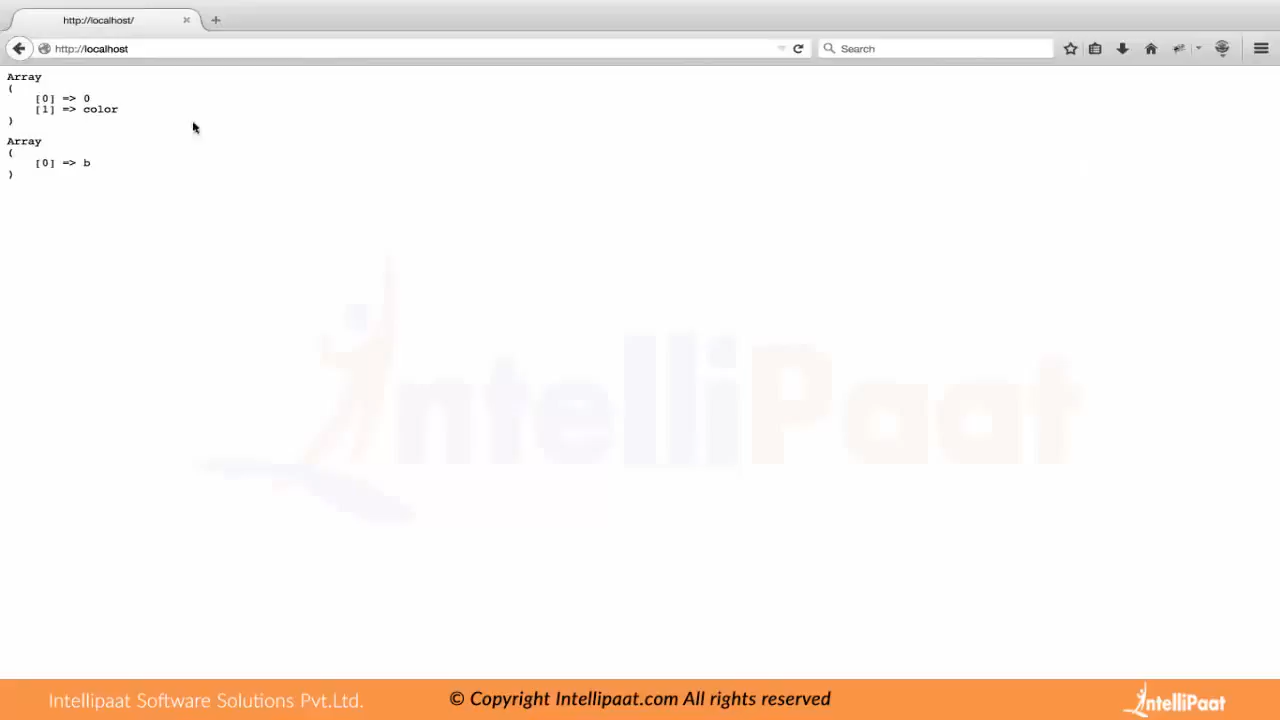 http://localhost/
http://localhost
Search
Array
(
    [0] => 0
    [1] => color
)
Array
(
    [0] => b
)
IntelliPaat
Intellipaat Software Solutions Pvt.Ltd.
© Copyright Intellipaat.com All rights reserved
IntelliPaat